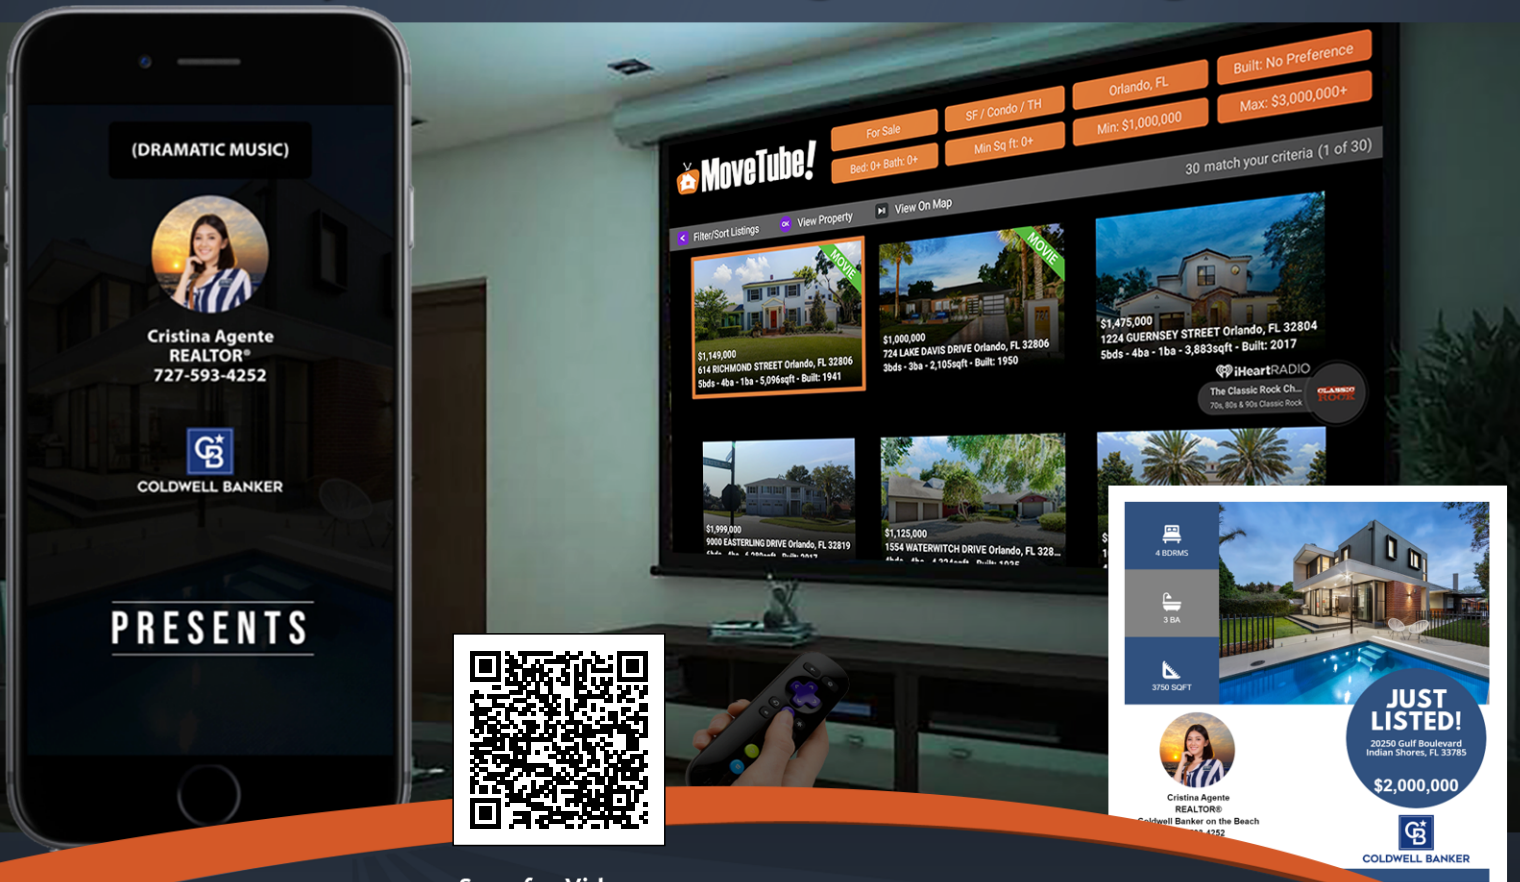 (DRAMATIC MUSIC)
Cristina Agente
REALTOR®
727-593-4252
CB
COLDWELL BANKER
PRESENTS
MoveTube!
For Sale
SF / Condo / TH
Orlando, FL
Built: No Preference
Bed: 0+ Bath: 0+
Min Sq ft: 0+
Min: $1,000,000
Max: $3,000,000+
30 match your criteria (1 of 30)
Filter/Sort Listings
OK View Property
View On Map
MOVIE
$1,149,000
614 RICHMOND STREET Orlando, FL 32806
5bds - 4ba - 1ba - 5,096sqft - Built: 1941
MOVIE
$1,000,000
724 LAKE DAVIS DRIVE Orlando, FL 32806
3bds - 3ba - 2,105sqft - Built: 1950
$1,475,000
1224 GUERNSEY STREET Orlando, FL 32804
5bds - 4ba - 1ba - 3,883sqft - Built: 2017
iHeartRADIO
The Classic Rock Ch...
70s, 80s & 90s Classic Rock
CLASSIC
ROCK
$1,999,000
9000 EASTERLING DRIVE Orlando, FL 32819
$1,125,000
1554 WATERWITCH DRIVE Orlando, FL 328...
4 BDRMS
3 BA
3750 SQFT
JUST
LISTED!
20250 Gulf Boulevard
Indian Shores, FL 33785
$2,000,000
Cristina Agente
REALTOR®
Coldwell Banker on the Beach
4252
CB
COLDWELL BANKER